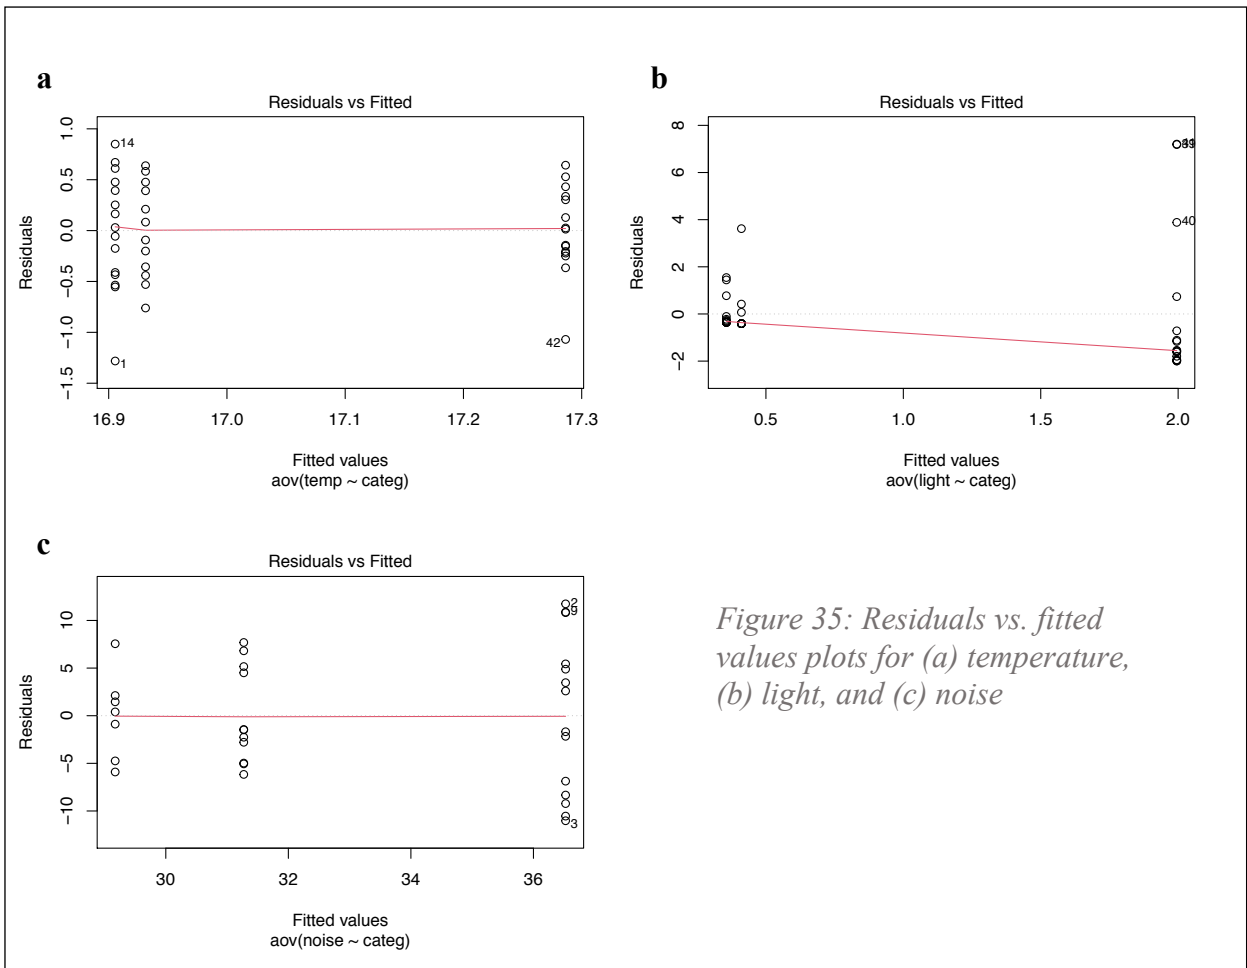 a
Residuals vs Fitted
Residuals
1.0
0.5
0.0
−0.5
−1.0
−1.5
14
1
42
16.9 17.0 17.1 17.2 17.3
Fitted values
aov(temp ~ categ)
b
Residuals vs Fitted
Residuals
8
6
4
2
0
−2
40
0.5 1.0 1.5 2.0
Fitted values
aov(light ~ categ)
c
Residuals vs Fitted
Residuals
10
5
0
−5
−10
2
3
30 32 34 36
Fitted values
aov(noise ~ categ)
Figure 35: Residuals vs. fitted
values plots for (a) temperature,
(b) light, and (c) noise